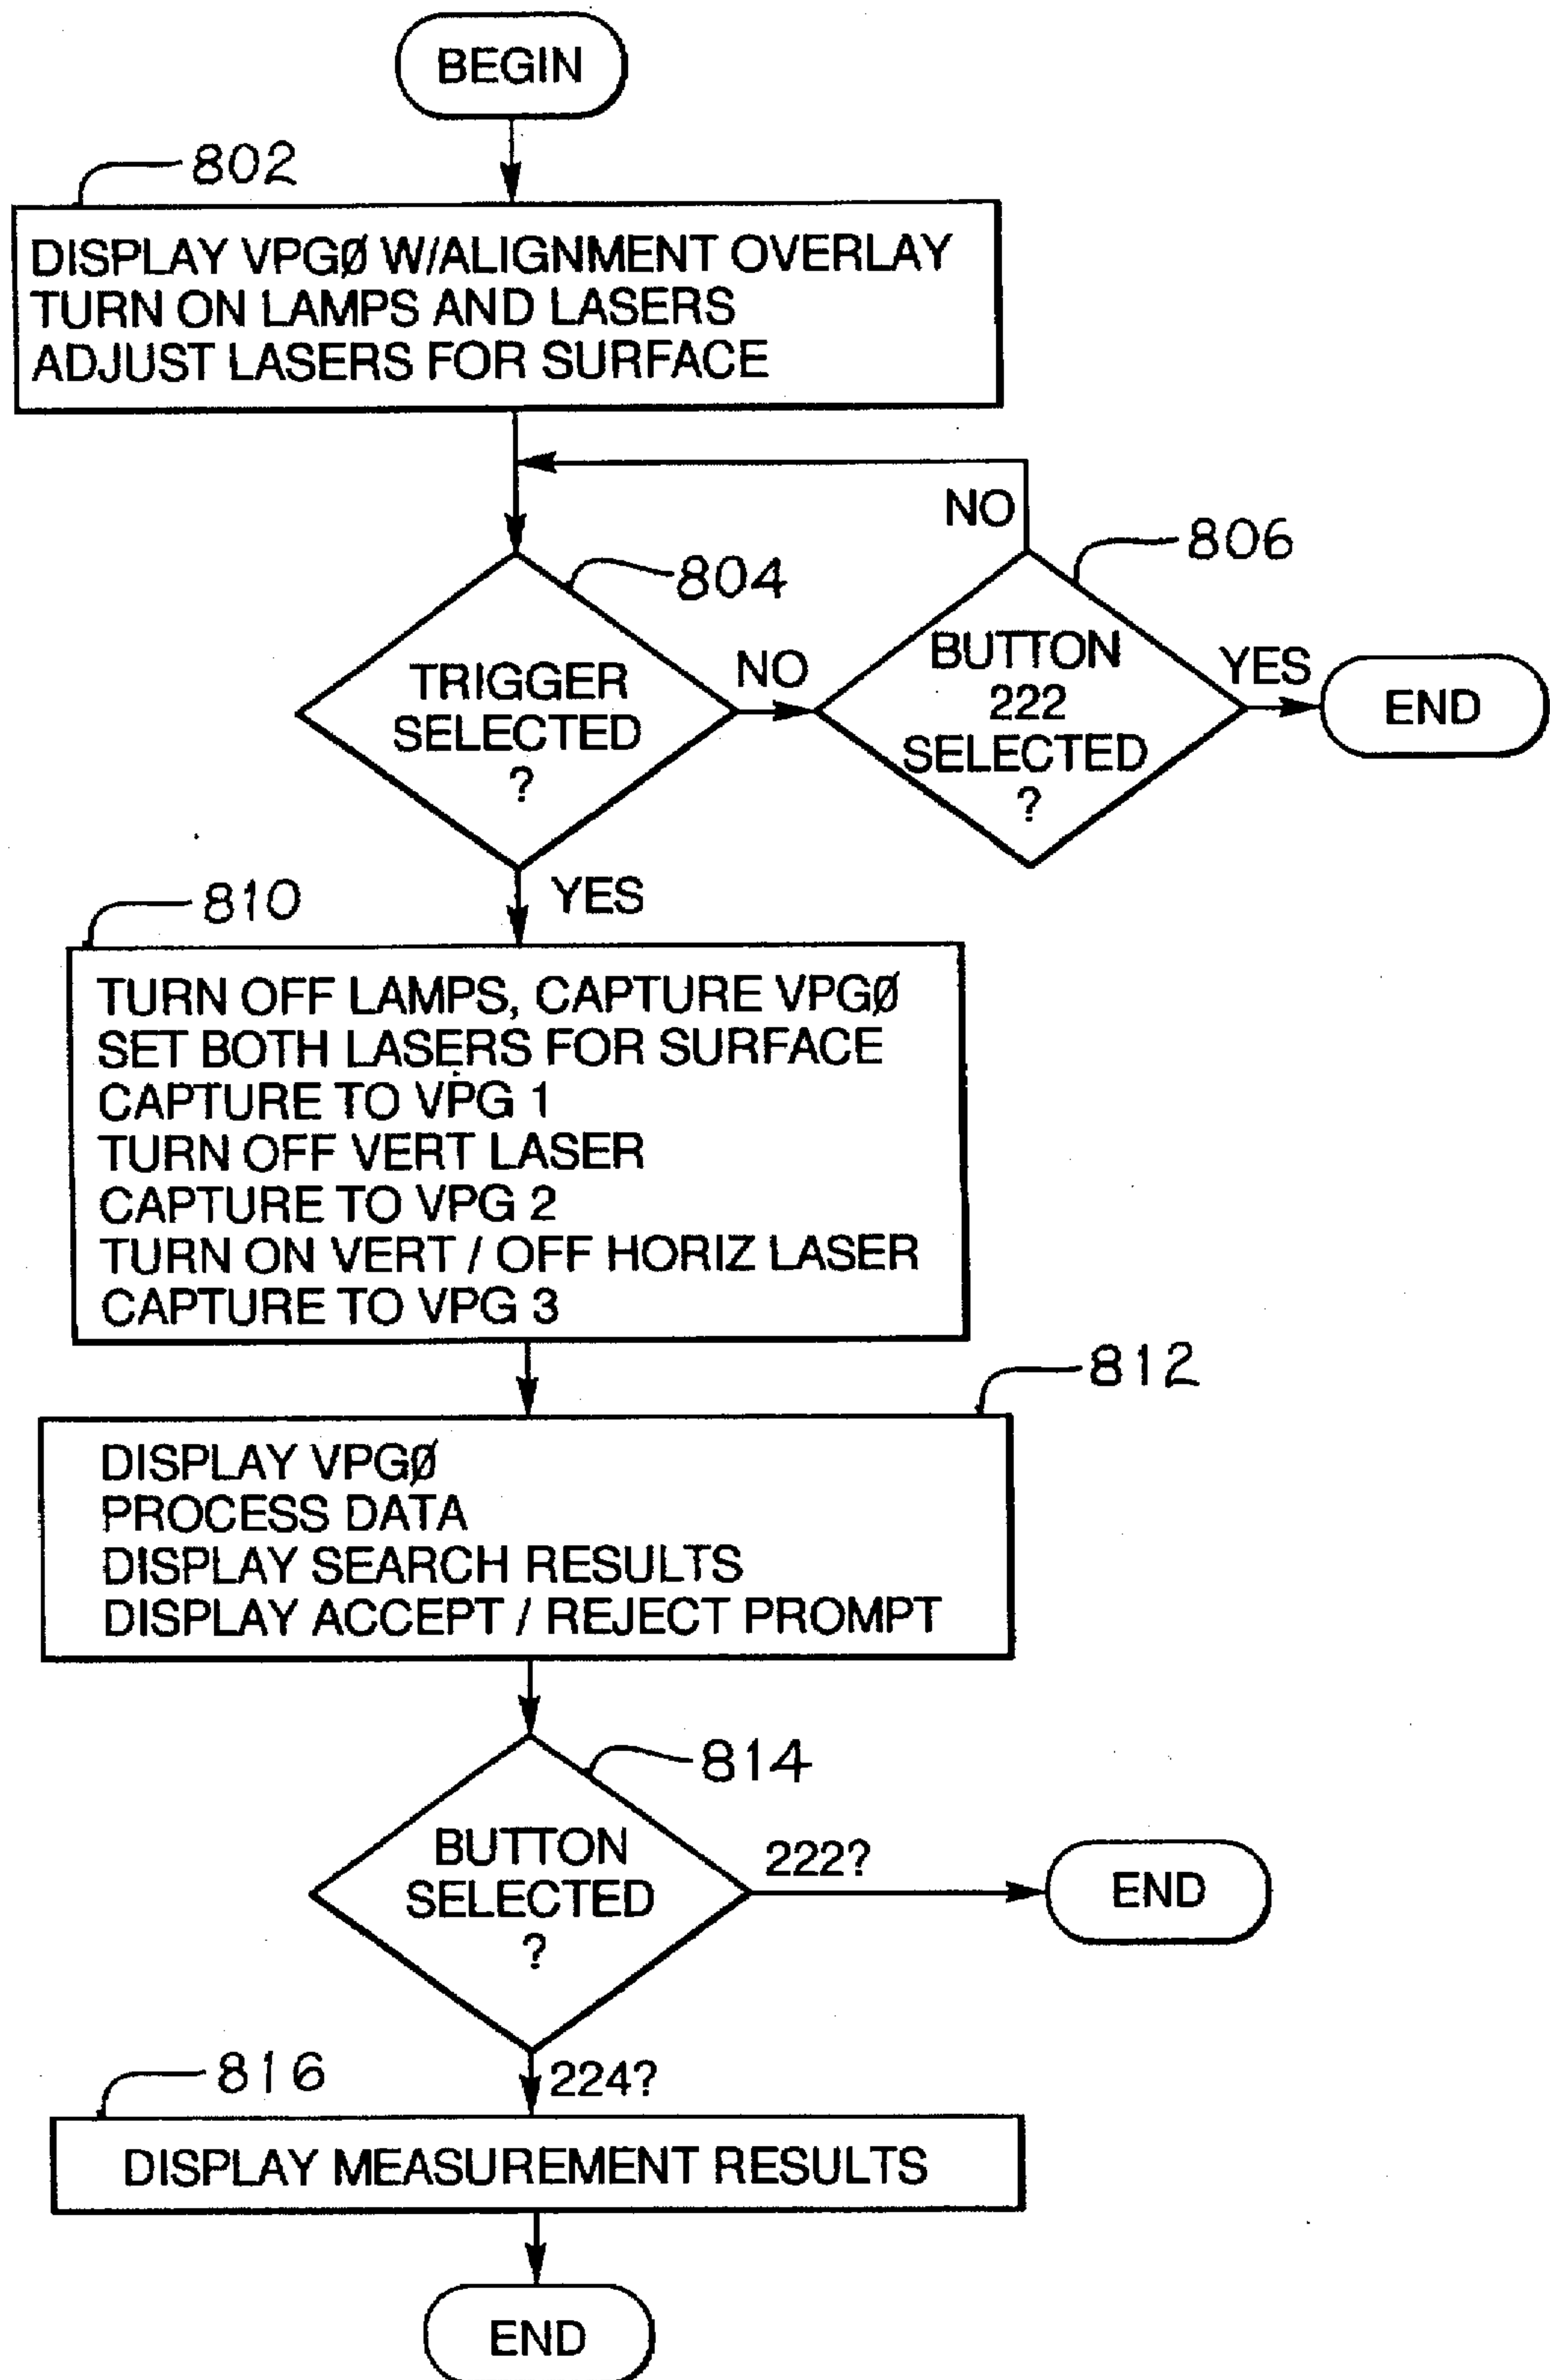 BEGIN
802
DISPLAY VPGØ W/ALIGNMENT OVERLAY
TURN ON LAMPS AND LASERS
ADJUST LASERS FOR SURFACE
NO
804
806
TRIGGER
SELECTED
?
NO
BUTTON
222
SELECTED
?
YES
END
YES
810
TURN OFF LAMPS, CAPTURE VPGØ
SET BOTH LASERS FOR SURFACE
CAPTURE TO VPG 1
TURN OFF VERT LASER
CAPTURE TO VPG 2
TURN ON VERT / OFF HORIZ LASER
CAPTURE TO VPG 3
812
DISPLAY VPGØ
PROCESS DATA
DISPLAY SEARCH RESULTS
DISPLAY ACCEPT / REJECT PROMPT
814
BUTTON
SELECTED
?
222?
END
224?
816
DISPLAY MEASUREMENT RESULTS
END